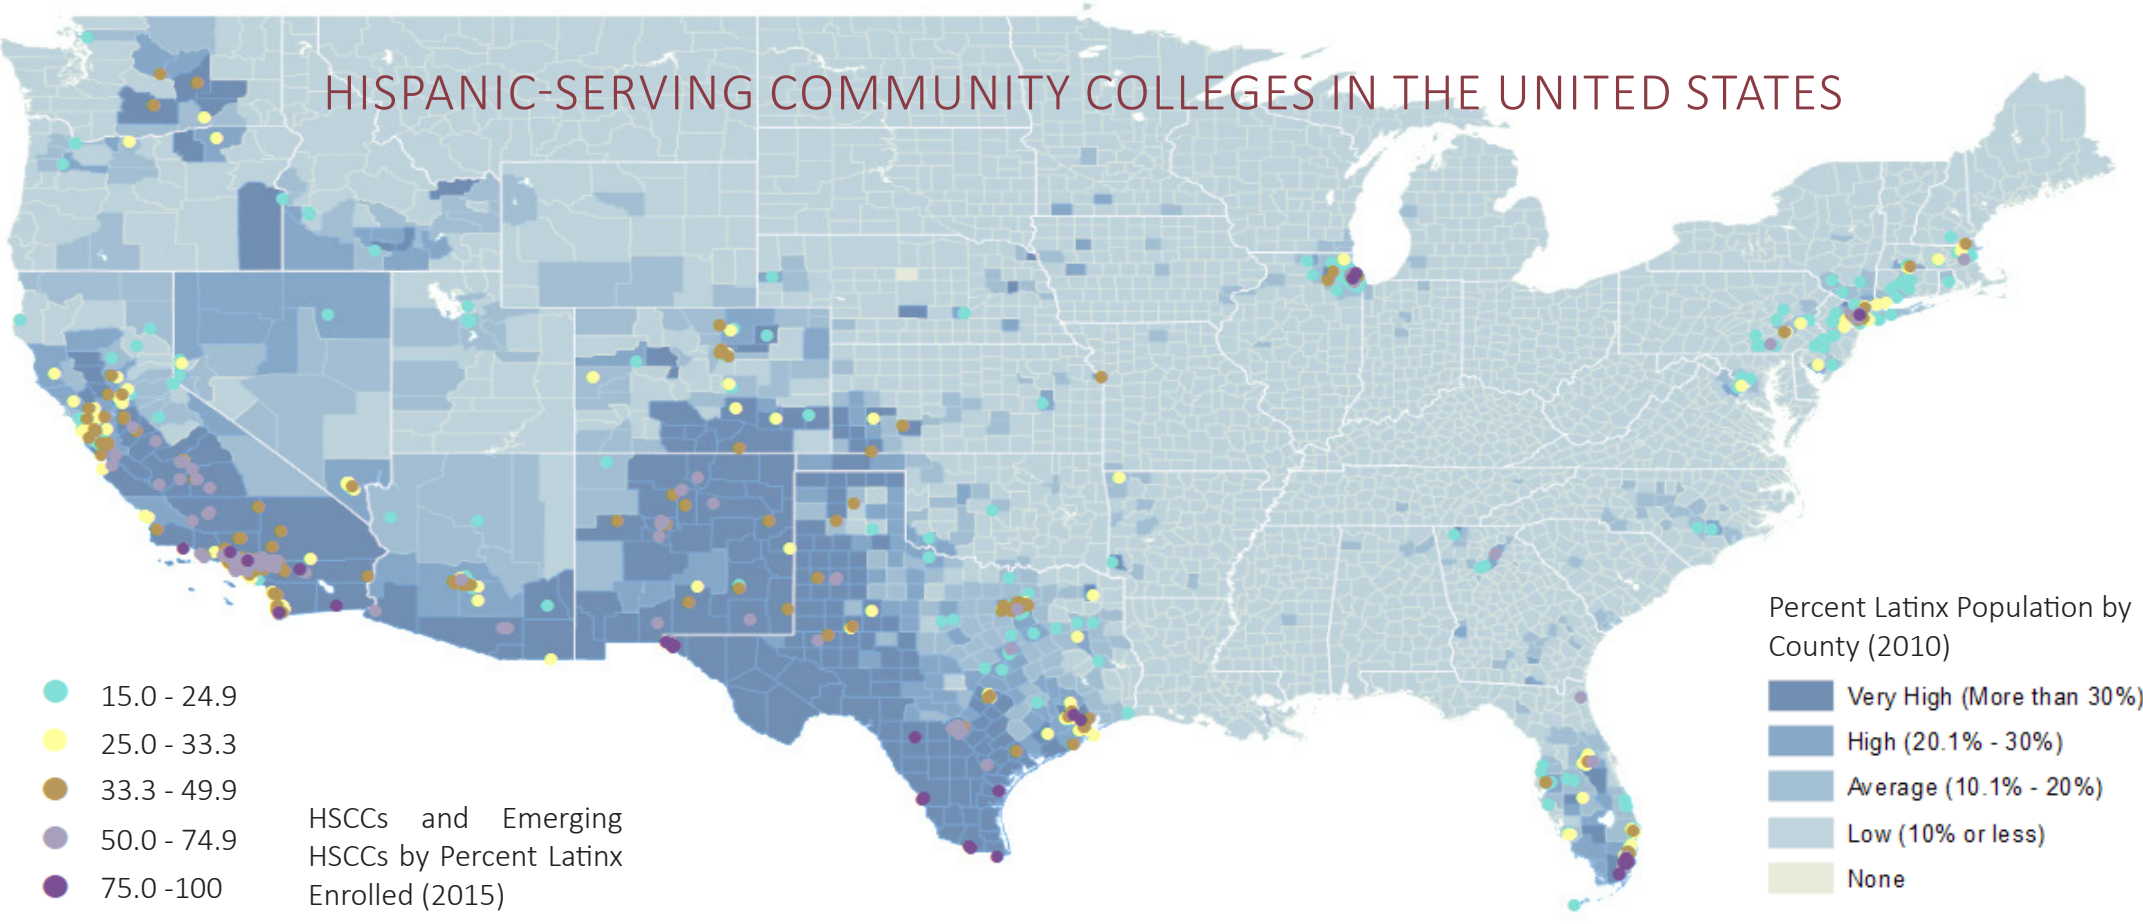 HISPANIC-SERVING COMMUNITY COLLEGES IN THE UNITED STATES
Percent Latinx Population by
County (2010)
Very High (More than 30%)
High (20.1% - 30%)
Average (10.1% - 20%)
Low (10% or less)
None
15.0 - 24.9
25.0 - 33.3
33.3 - 49.9
50.0 - 74.9
75.0 -100
HSCCs and Emerging
HSCCs by Percent Latinx
Enrolled (2015)